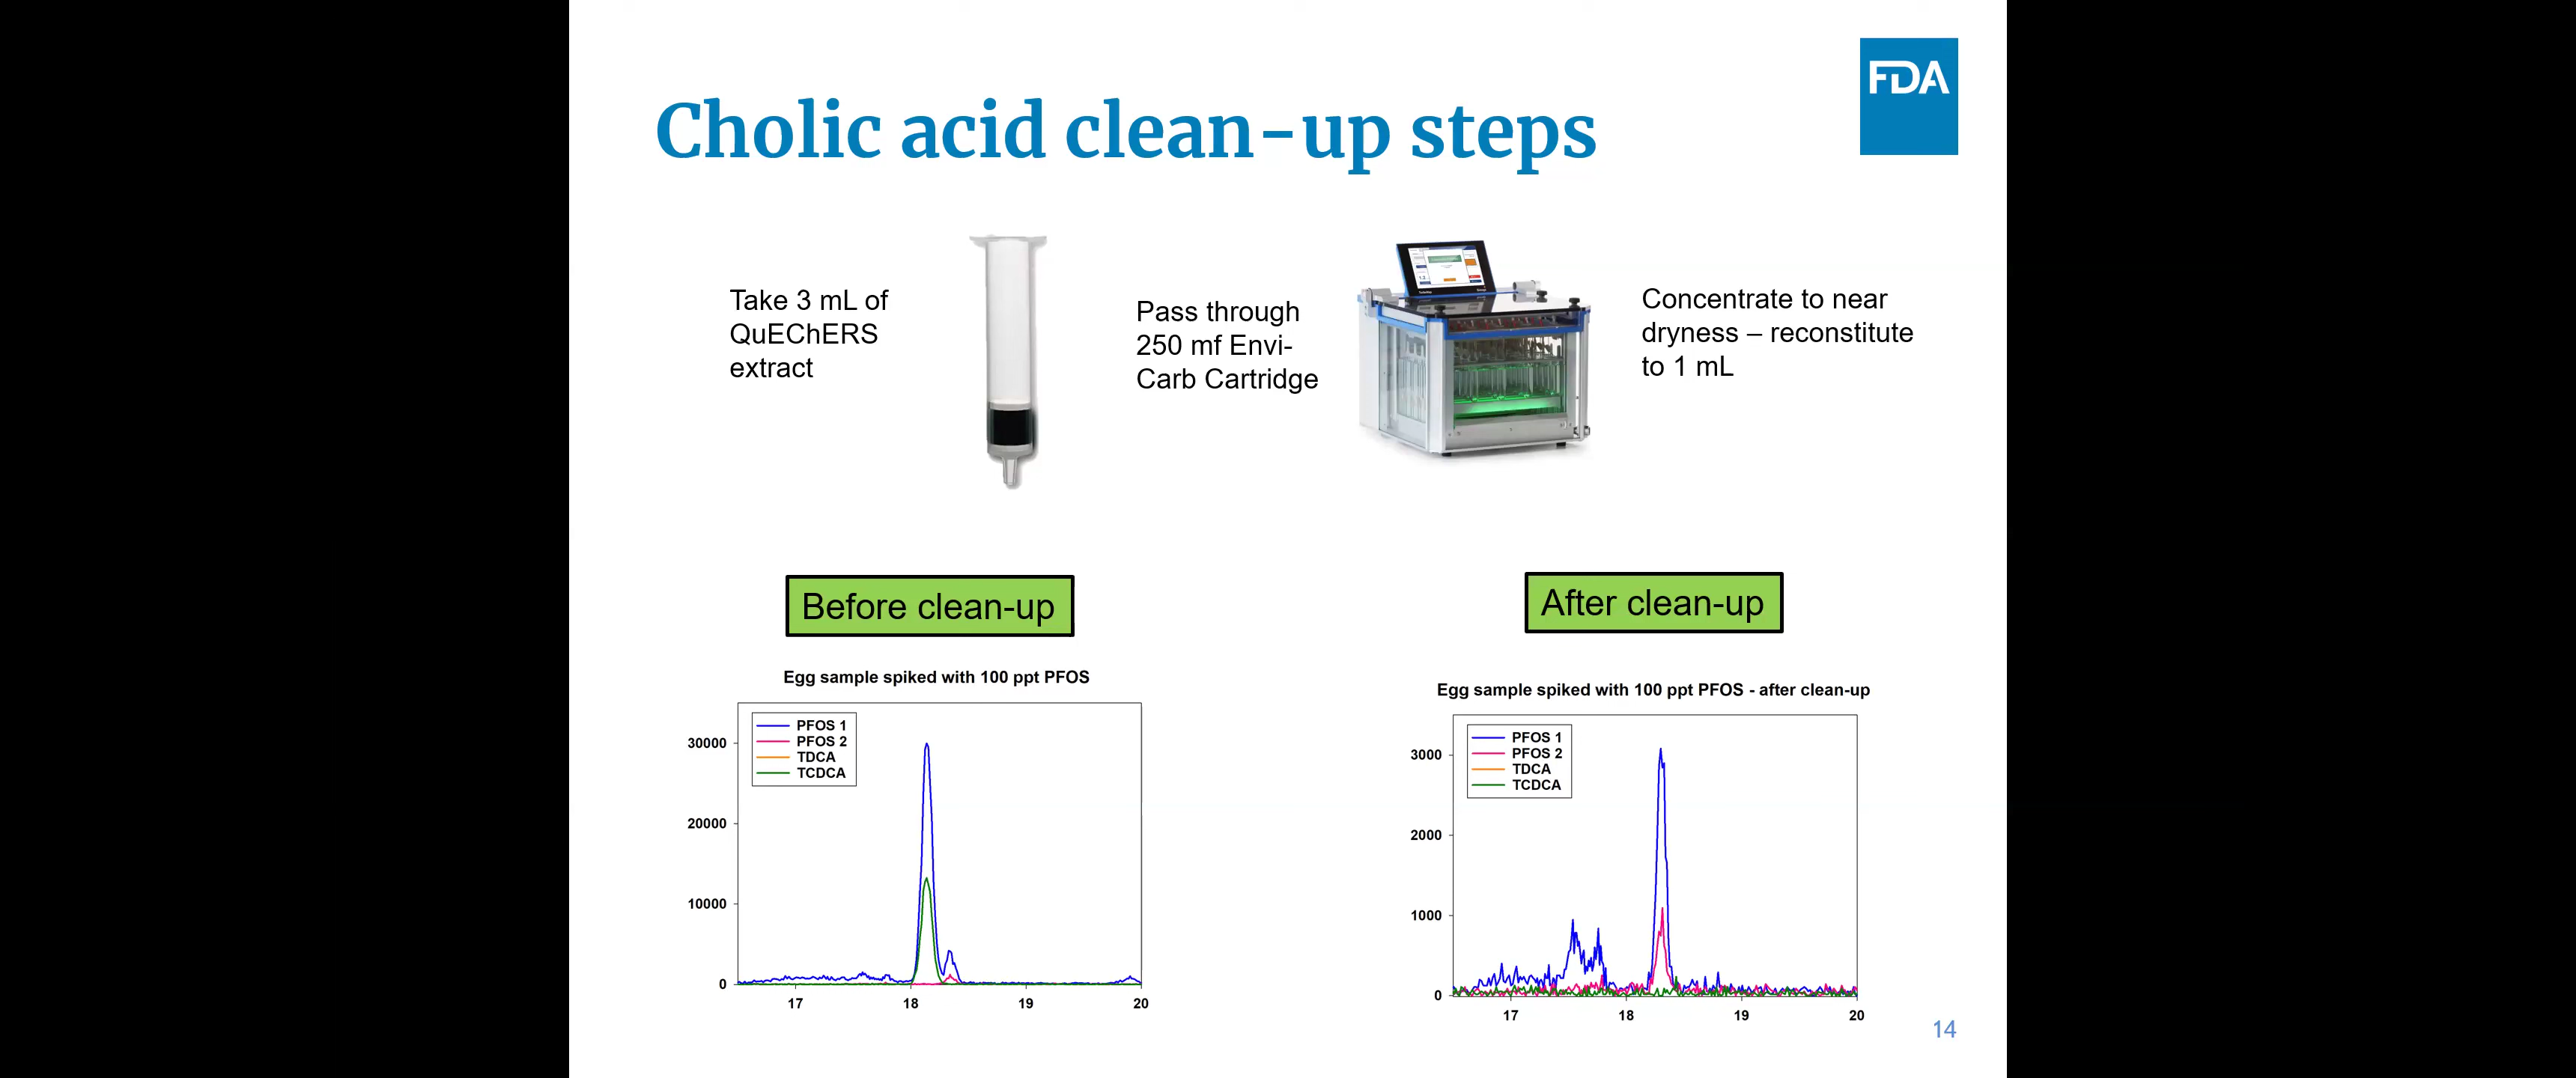 FDA
Cholic acid clean-up steps
Take 3 mL of
QuEChERS
extract
Pass through
250 mf Envi-
Carb Cartridge
Concentrate to near
dryness – reconstitute
to 1 mL
Before clean-up
After clean-up
Egg sample spiked with 100 ppt PFOS
PFOS 1
PFOS 2
TDCA
TCDCA
30000
20000
10000
0
17
18
19
20
Egg sample spiked with 100 ppt PFOS - after clean-up
PFOS 1
PFOS 2
TDCA
TCDCA
3000
2000
1000
0
17
18
19
20
14